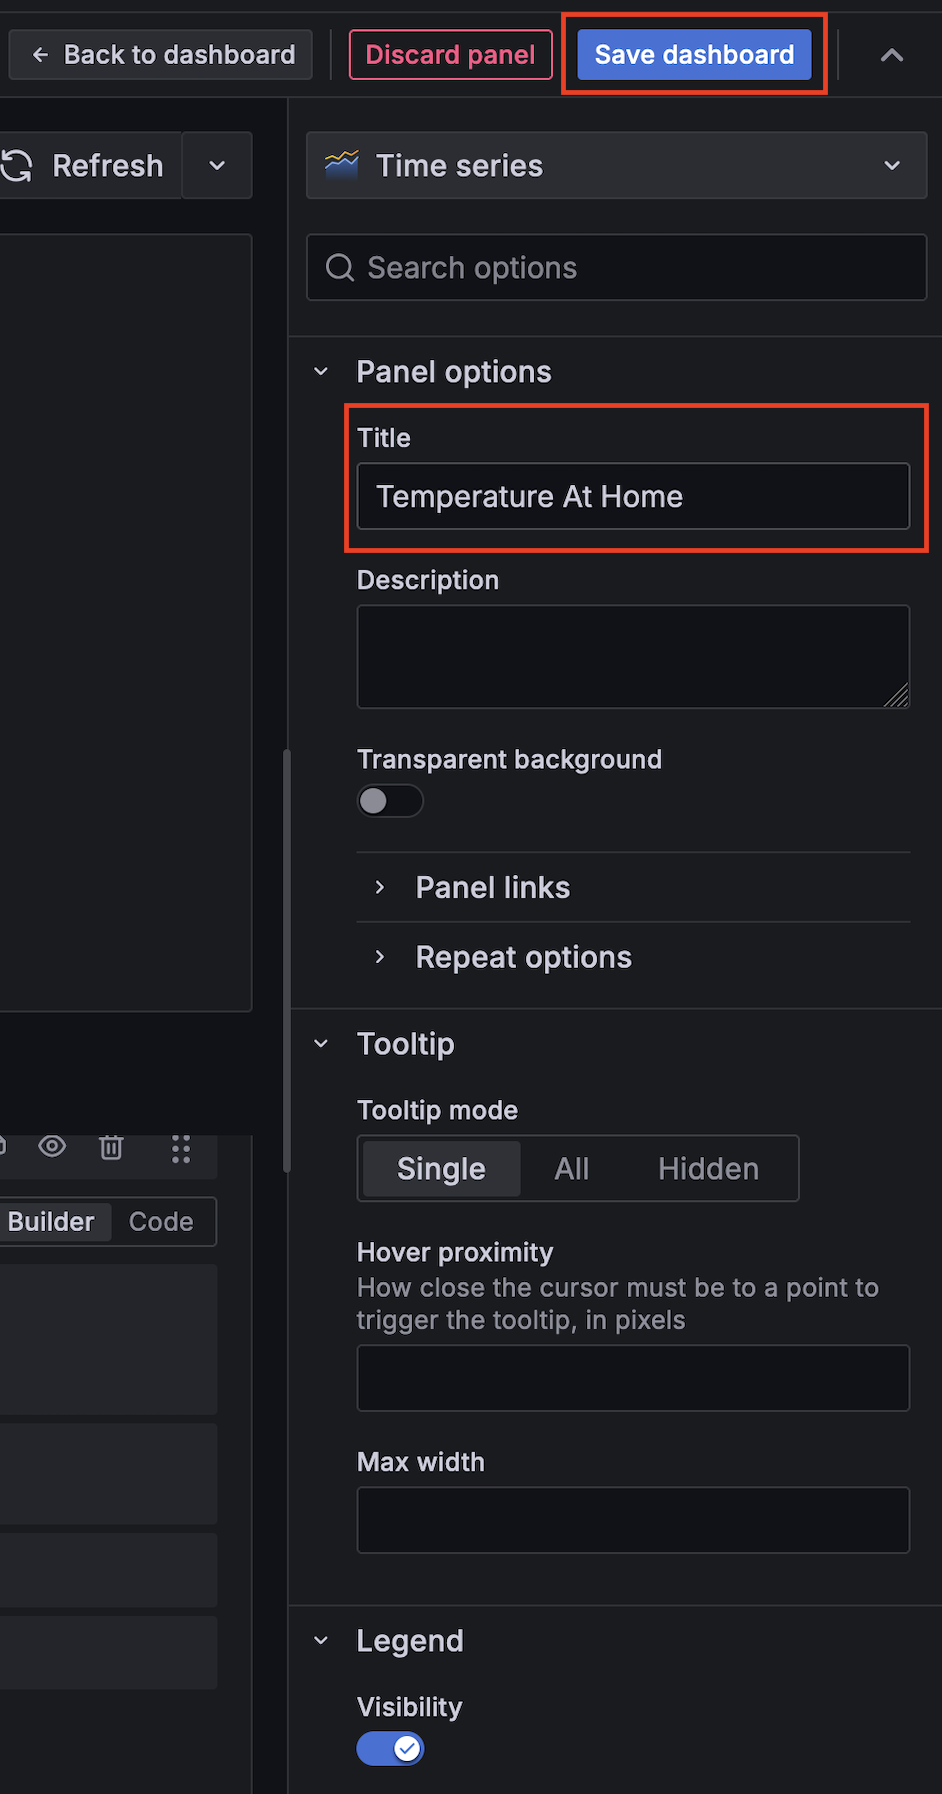 Back to dashboard
Discard panel
Save dashboard
Refresh
Time series
Search options
Panel options
Title
Temperature At Home
Description
Transparent background
Panel links
Repeat options
Tooltip
Tooltip mode
Single All Hidden
Builder Code
Hover proximity
How close the cursor must be to a point to
trigger the tooltip, in pixels
Max width
Legend
Visibility